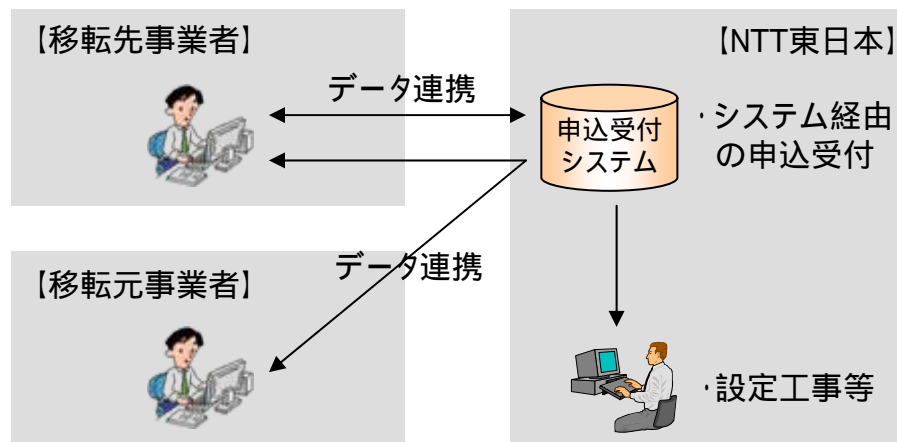 【移転先事業者】
【NTT東日本】
データ連携
申込受付
システム
・システム経由
の申込受付
データ連携
【移転元事業者】
・設定工事等